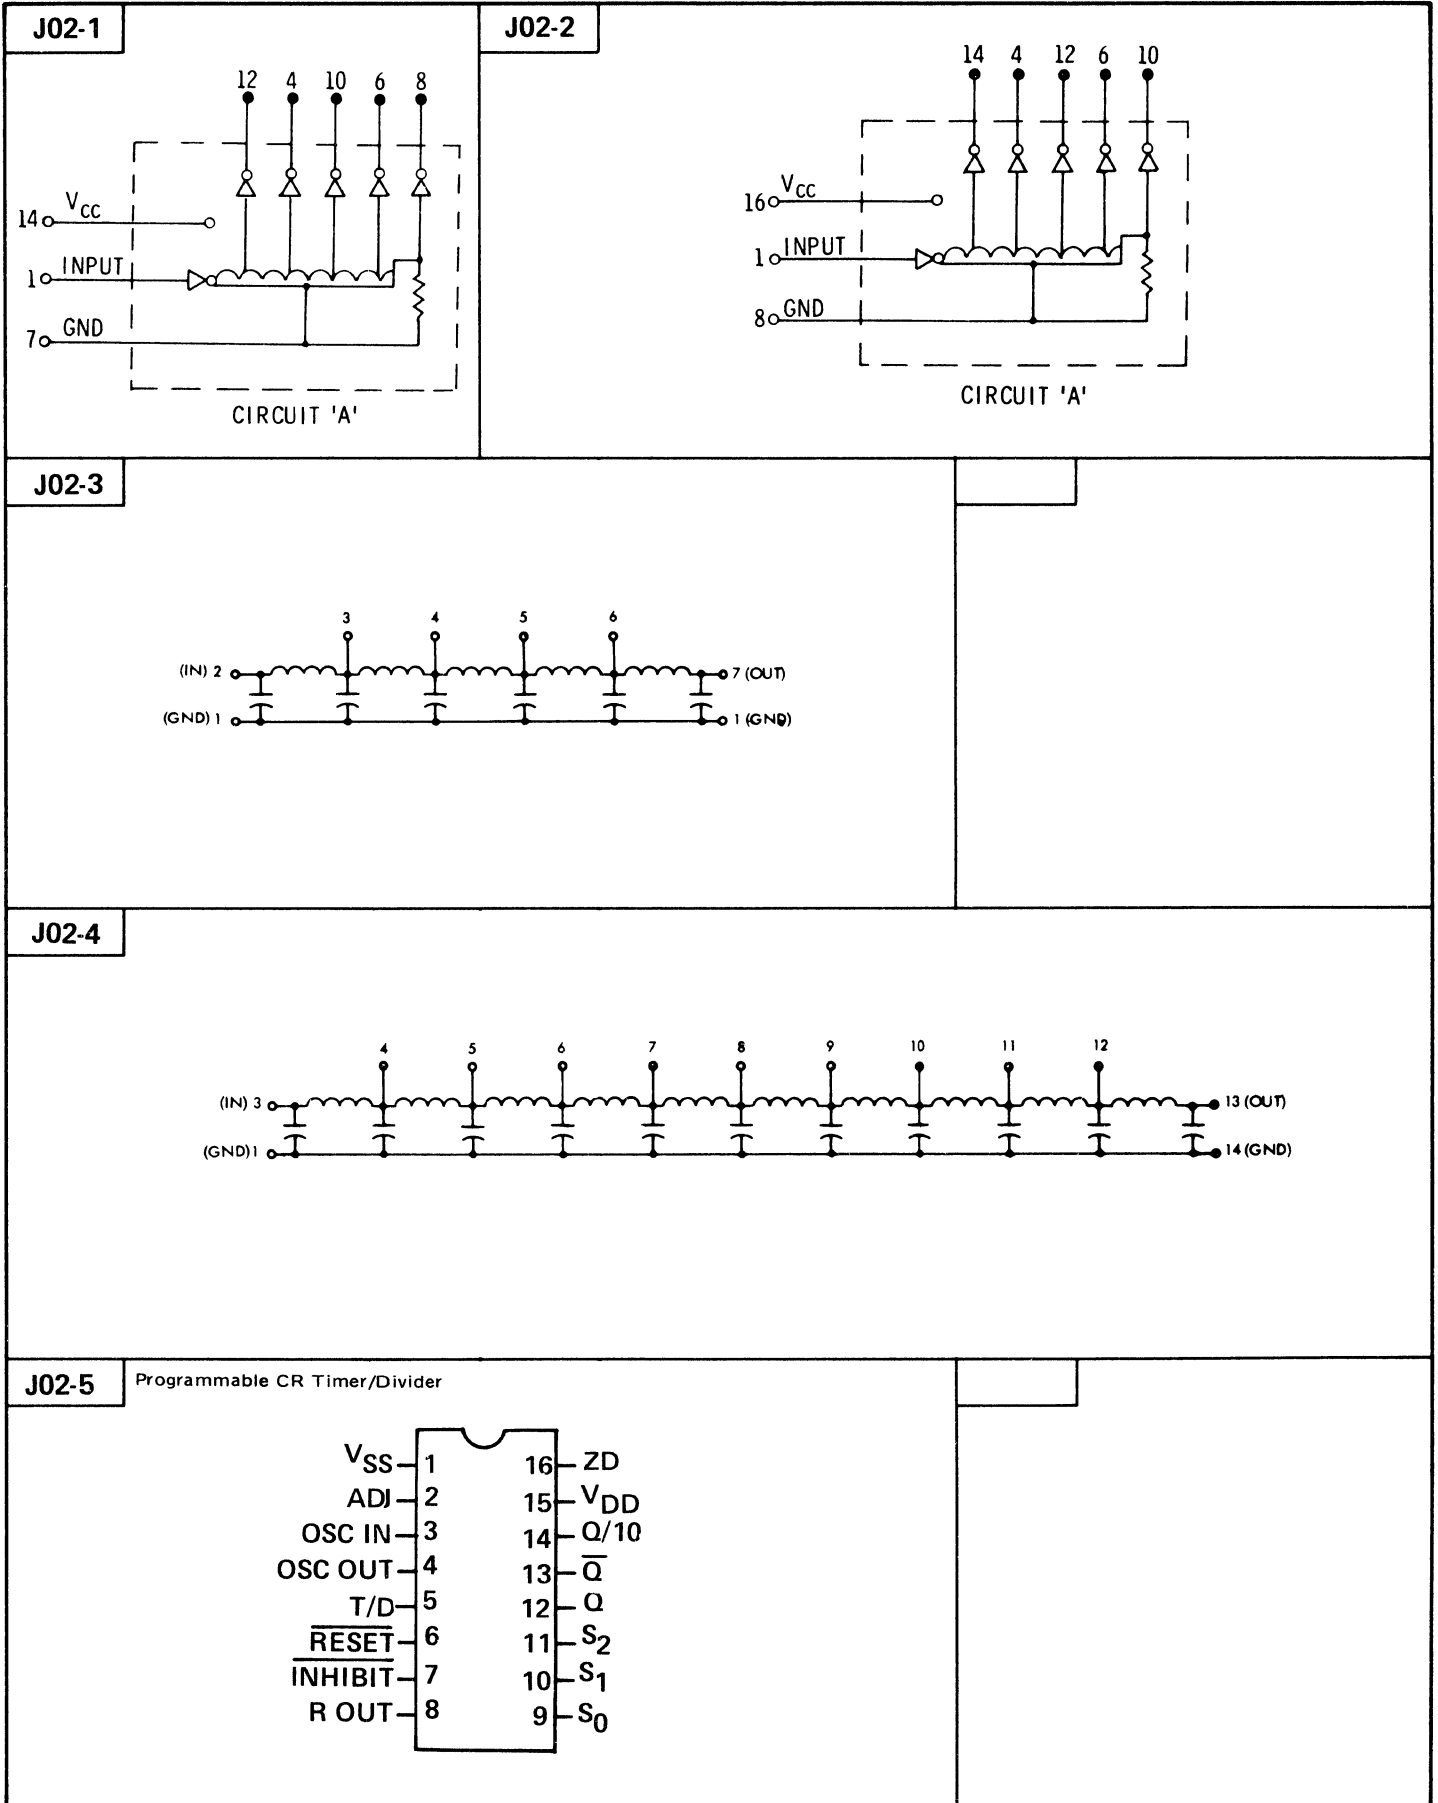 J02-1
12 4 10 6 8
14 VCC
1 INPUT
7 GND
CIRCUIT 'A'
J02-2
14 4 12 6 10
16 VCC
1 INPUT
8 GND
CIRCUIT 'A'
J02-3
3 4 5 6
(IN) 2 7 (OUT)
(GND) 1 1 (GND)
J02-4
4 5 6 7 8 9 10 11 12
(IN) 3 13 (OUT)
(GND) 1 14 (GND)
J02-5
Programmable CR Timer/Divider
VSS 1 16 ZD
ADJ 2 15 VDD
OSC IN 3 14 Q/10
OSC OUT 4 13 Q̅
T/D 5 12 Q
R̅E̅S̅E̅T̅ 6 11 S2
I̅N̅H̅I̅B̅I̅T̅ 7 10 S1
R OUT 8 9 S0